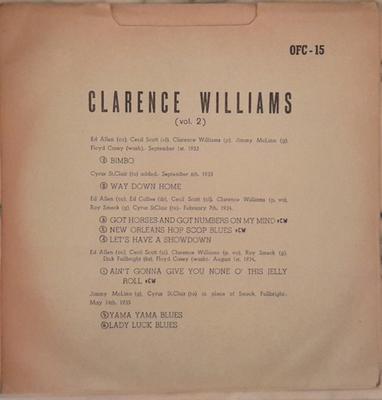 OFC-15
CLARENCE WILLIAMS
(vol. 2)
Ed Allen (co), Cecil Scott (cl), Clarence Williams (p), Jimmy McLinn (g),
Floyd Casey (wash). September 1st. 1933
BIMBO
Cyrus St.Clair (to) added. September 6th. 1933
WAY DOWN HOME
Ed Allen (co), Ed Cuffee (tb), Cecil Scott (cl), Clarence Williams (p, vo),
Roy Smeck (g), Cyrus St.Clair (to)- February 7th. 1934.
GOT HORSES AND GOT NUMBERS ON MY MIND vCW
NEW ORLEANS HOP SCOP BLUES vCW
LET'S HAVE A SHOWDOWN
Ed Allen (co), Cecil Scott (cl), Clarence Williams (p, vo), Roy Smeck (g),
Dick Fullbright (bs), Floyd Casey (wash). August 1st. 1934.
AIN'T GONNA GIVE YOU NONE O' THIS JELLY
ROLL vCW
Jimmy McLinn (g), Cyrus St.Clair (to) in place of Smeck, Fullbright.
May 14th. 1935
YAMA YAMA BLUES
LADY LUCK BLUES